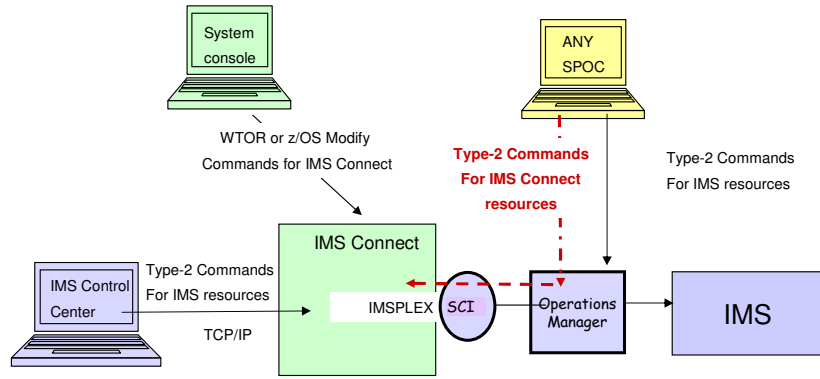 System
console
ANY
SPOC
WTOR or z/OS Modify
Commands for IMS Connect
Type-2 Commands
For IMS Connect
resources
Type-2 Commands
For IMS resources
IMS Connect
IMS Control
Center
Type-2 Commands
For IMS resources
TCP/IP
IMSPLEX
SCI
Operations
Manager
IMS